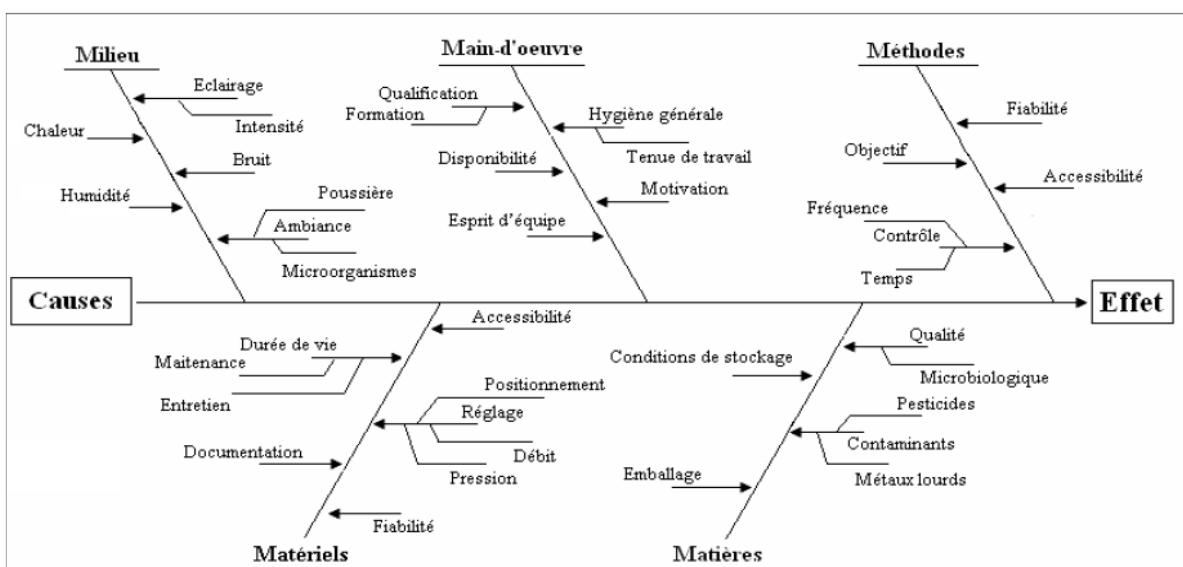 Milieu
Main-d'oeuvre
Méthodes
Eclairage
Intensité
Chaleur
Bruit
Humidité
Poussière
Ambiance
Microorganismes
Qualification
Formation
Hygiène générale
Tenue de travail
Disponibilité
Motivation
Esprit d'équipe
Fiabilité
Objectif
Accessibilité
Fréquence
Contrôle
Temps
Causes
Effet
Accessibilité
Durée de vie
Maitenance
Entretien
Positionnement
Réglage
Débit
Pression
Documentation
Fiabilité
Matériels
Conditions de stockage
Qualité
Microbiologique
Pesticides
Contaminants
Métaux lourds
Emballage
Matières